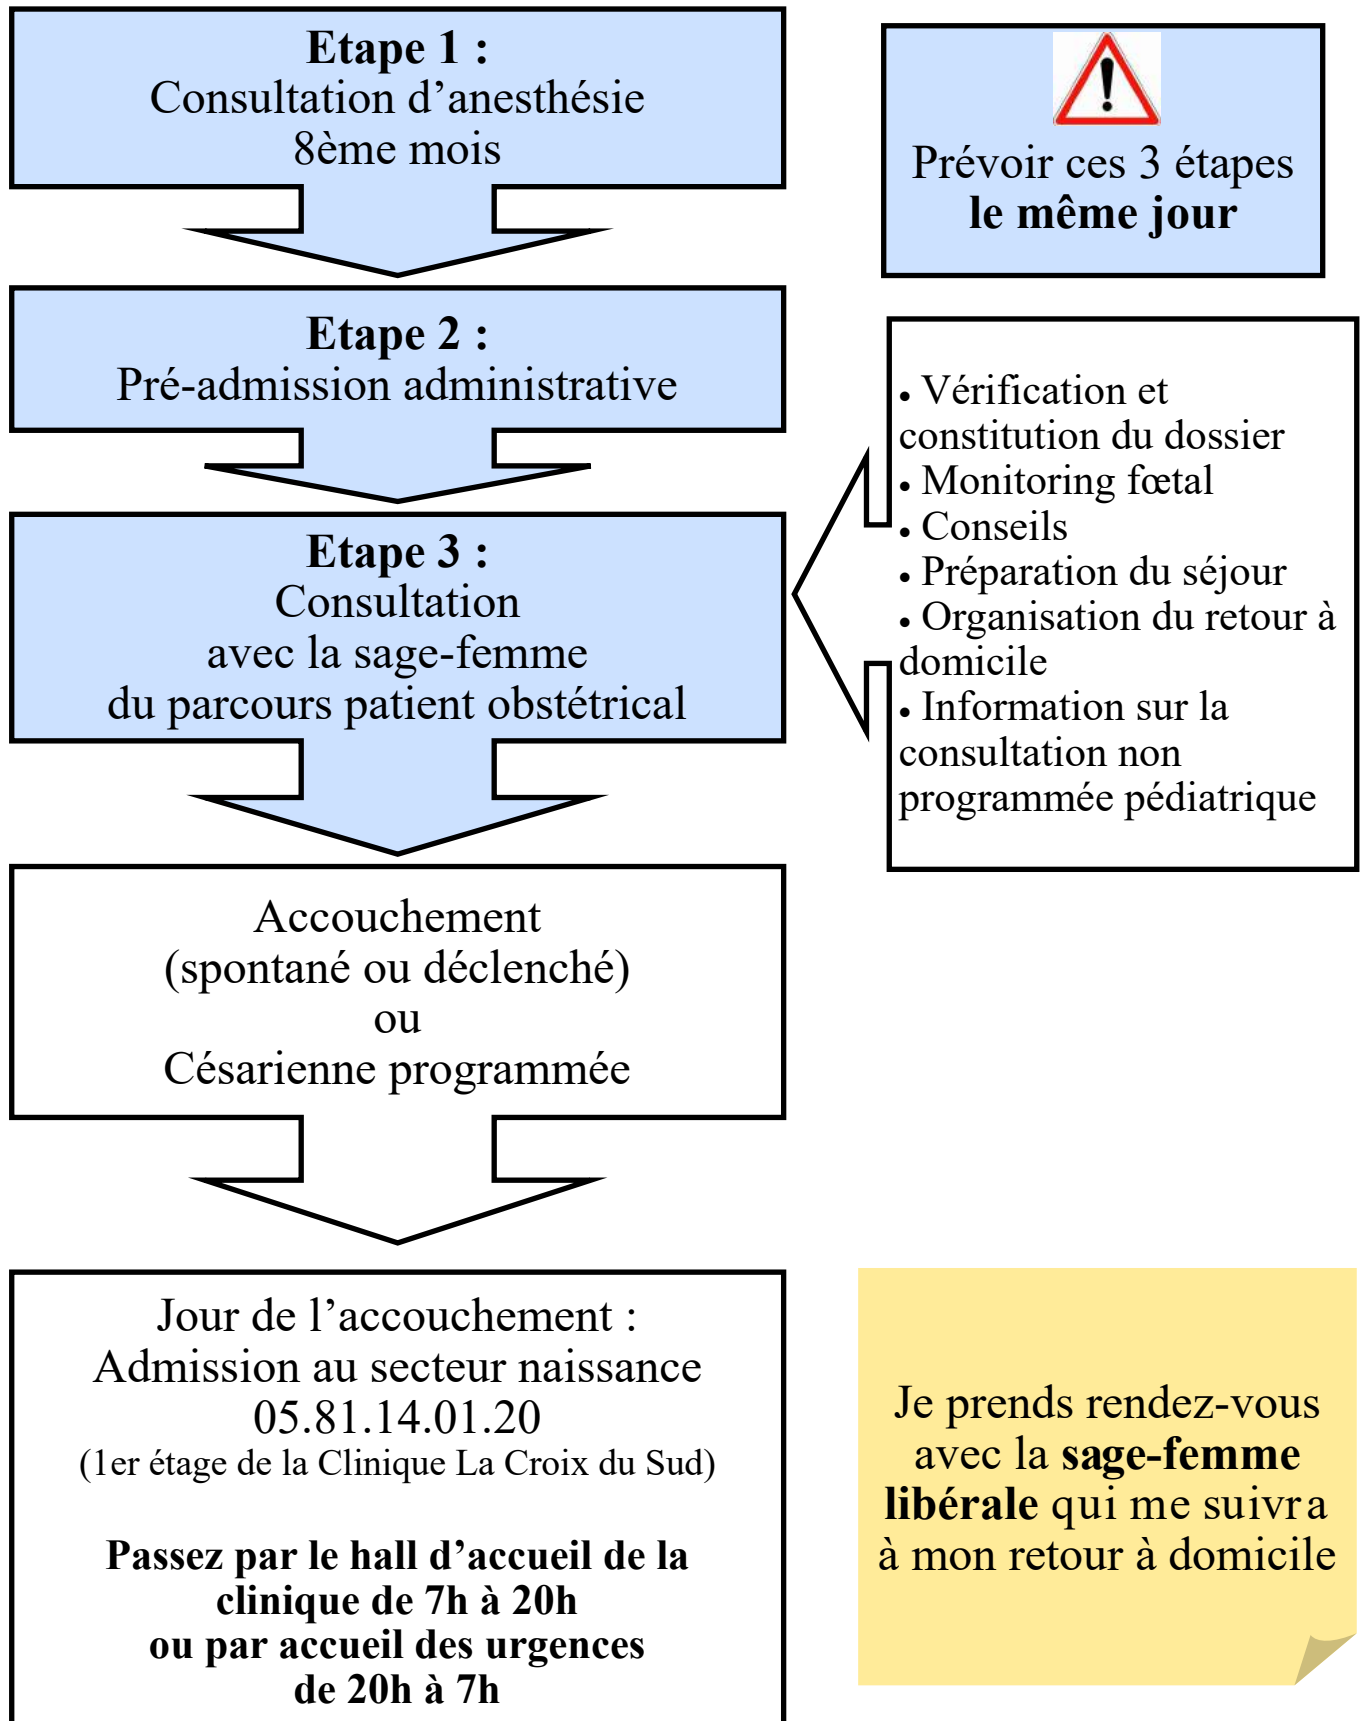 Etape 1 :
Consultation d’anesthésie
8ème mois
Prévoir ces 3 étapes
le même jour
Etape 2 :
Pré-admission administrative
Etape 3 :
Consultation
avec la sage-femme
du parcours patient obstétrical
• Vérification et
constitution du dossier
• Monitoring fœtal
• Conseils
• Préparation du séjour
• Organisation du retour à
domicile
• Information sur la
consultation non
programmée pédiatrique
Accouchement
(spontané ou déclenché)
ou
Césarienne programmée
Jour de l’accouchement :
Admission au secteur naissance
05.81.14.01.20
(1er étage de la Clinique La Croix du Sud)
Passez par le hall d’accueil de la
clinique de 7h à 20h
ou par accueil des urgences
de 20h à 7h
Je prends rendez-vous
avec la sage-femme
libérale qui me suivra
à mon retour à domicile